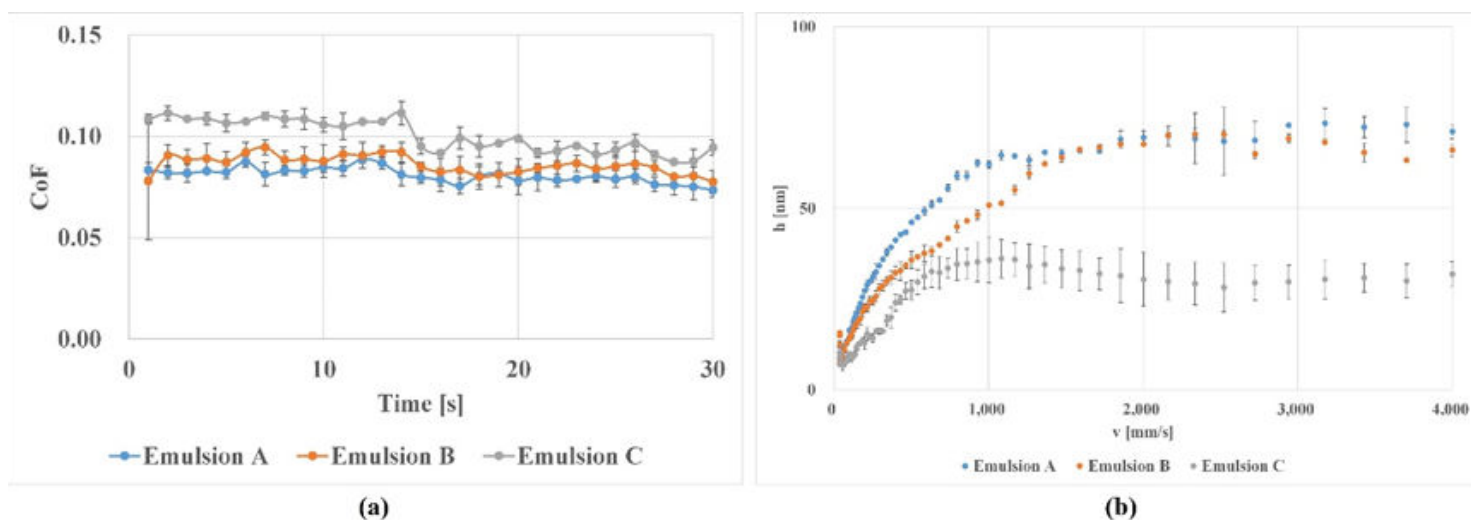 0.15
0.10
0.05
0.00
CoF
0
10
20
30
Time [s]
Emulsion A
Emulsion B
Emulsion C
(a)
100
50
0
h [nm]
0
1,000
2,000
3,000
4,000
v [mm/s]
Emulsion A
Emulsion B
Emulsion C
(b)